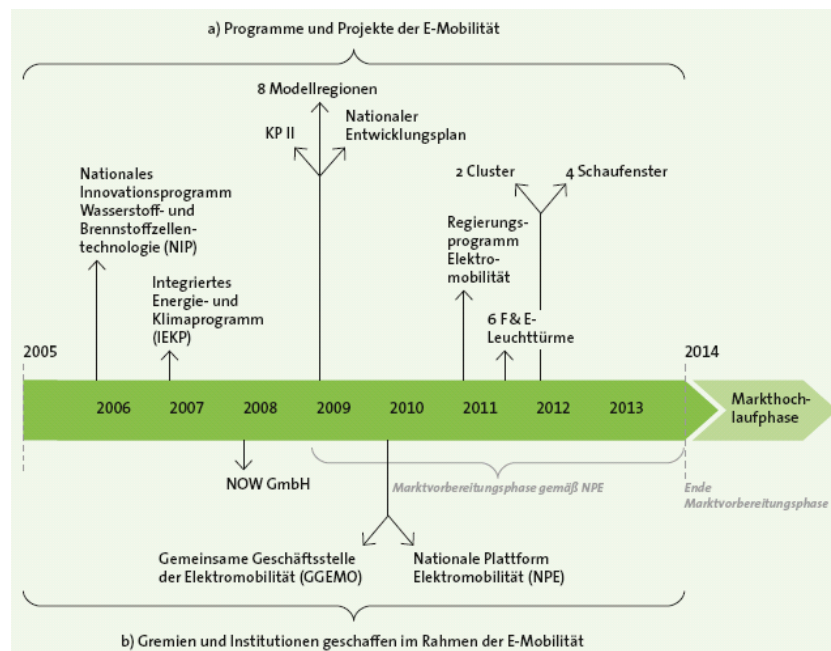 a) Programme und Projekte der E-Mobilität
8 Modellregionen
KP II
Nationaler
Entwicklungsplan
2 Cluster
4 Schaufenster
Nationales
Innovationsprogramm
Wasserstoff- und
Brennstoffzellen-
technologie (NIP)
Regierungs-
programm
Elektro-
mobilität
Integriertes
Energie- und
Klimaprogramm
(IEKP)
6 F & E-
Leuchttürme
2005
2014
2006 2007 2008 2009 2010 2011 2012 2013
Markthoch-
laufphase
NOW GmbH
Marktvorbereitungsphase gemäß NPE
Ende
Marktvorbereitungsphase
Gemeinsame Geschäftsstelle
der Elektromobilität (GGEMO)
Nationale Plattform
Elektromobilität (NPE)
b) Gremien und Institutionen geschaffen im Rahmen der E-Mobilität